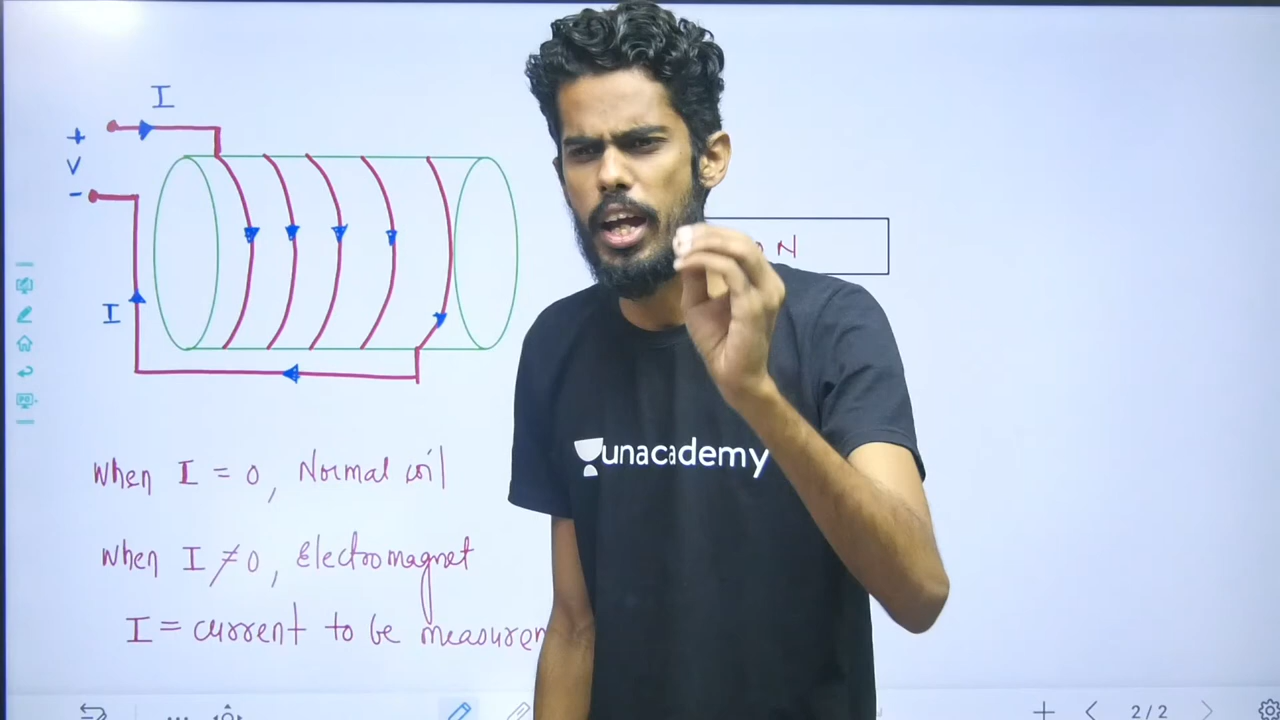 I
+
V
-
I
N
When I = 0, Normal coil
When I ≠ 0, Electromagnet
I = current to be measured
unacademy
2/2